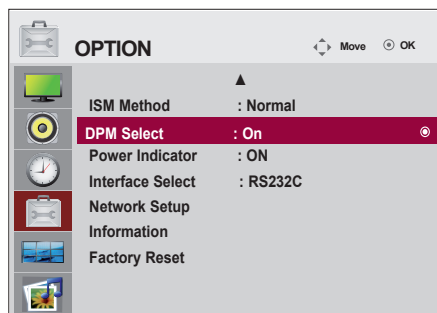 OPTION Move OK
ISM Method : Normal
DPM Select : On
Power Indicator : ON
Interface Select : RS232C
Network Setup
Information
Factory Reset